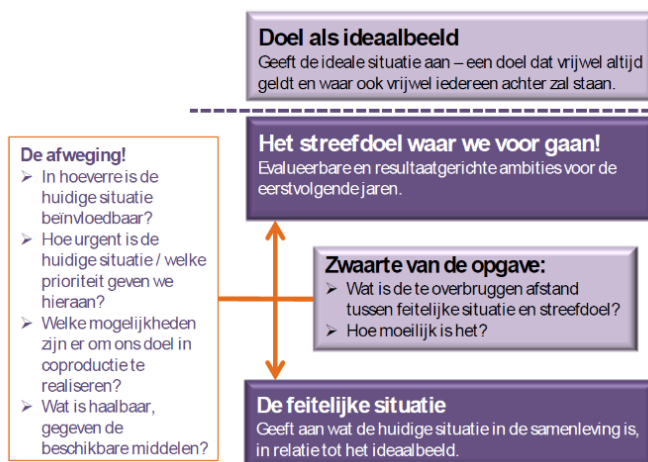 Doel als ideaalbeeld
Geeft de ideale situatie aan – een doel dat vrijwel altijd
geldt en waar ook vrijwel iedereen achter zal staan.
Het streefdoel waar we voor gaan!
Evalueerbare en resultaatgerichte ambities voor de
eerstvolgende jaren.
De afweging!
➢ In hoeverre is de
huidige situatie
beïnvloedbaar?
➢ Hoe urgent is de
huidige situatie / welke
prioriteit geven we
hieraan?
➢ Welke mogelijkheden
zijn er om ons doel in
coproductie te
realiseren?
➢ Wat is haalbaar,
gegeven de
beschikbare middelen?
Zwaarte van de opgave:
➢ Wat is de te overbruggen afstand
tussen feitelijke situatie en streefdoel?
➢ Hoe moeilijk is het?
De feitelijke situatie
Geeft aan wat de huidige situatie in de samenleving is,
in relatie tot het ideaalbeeld.